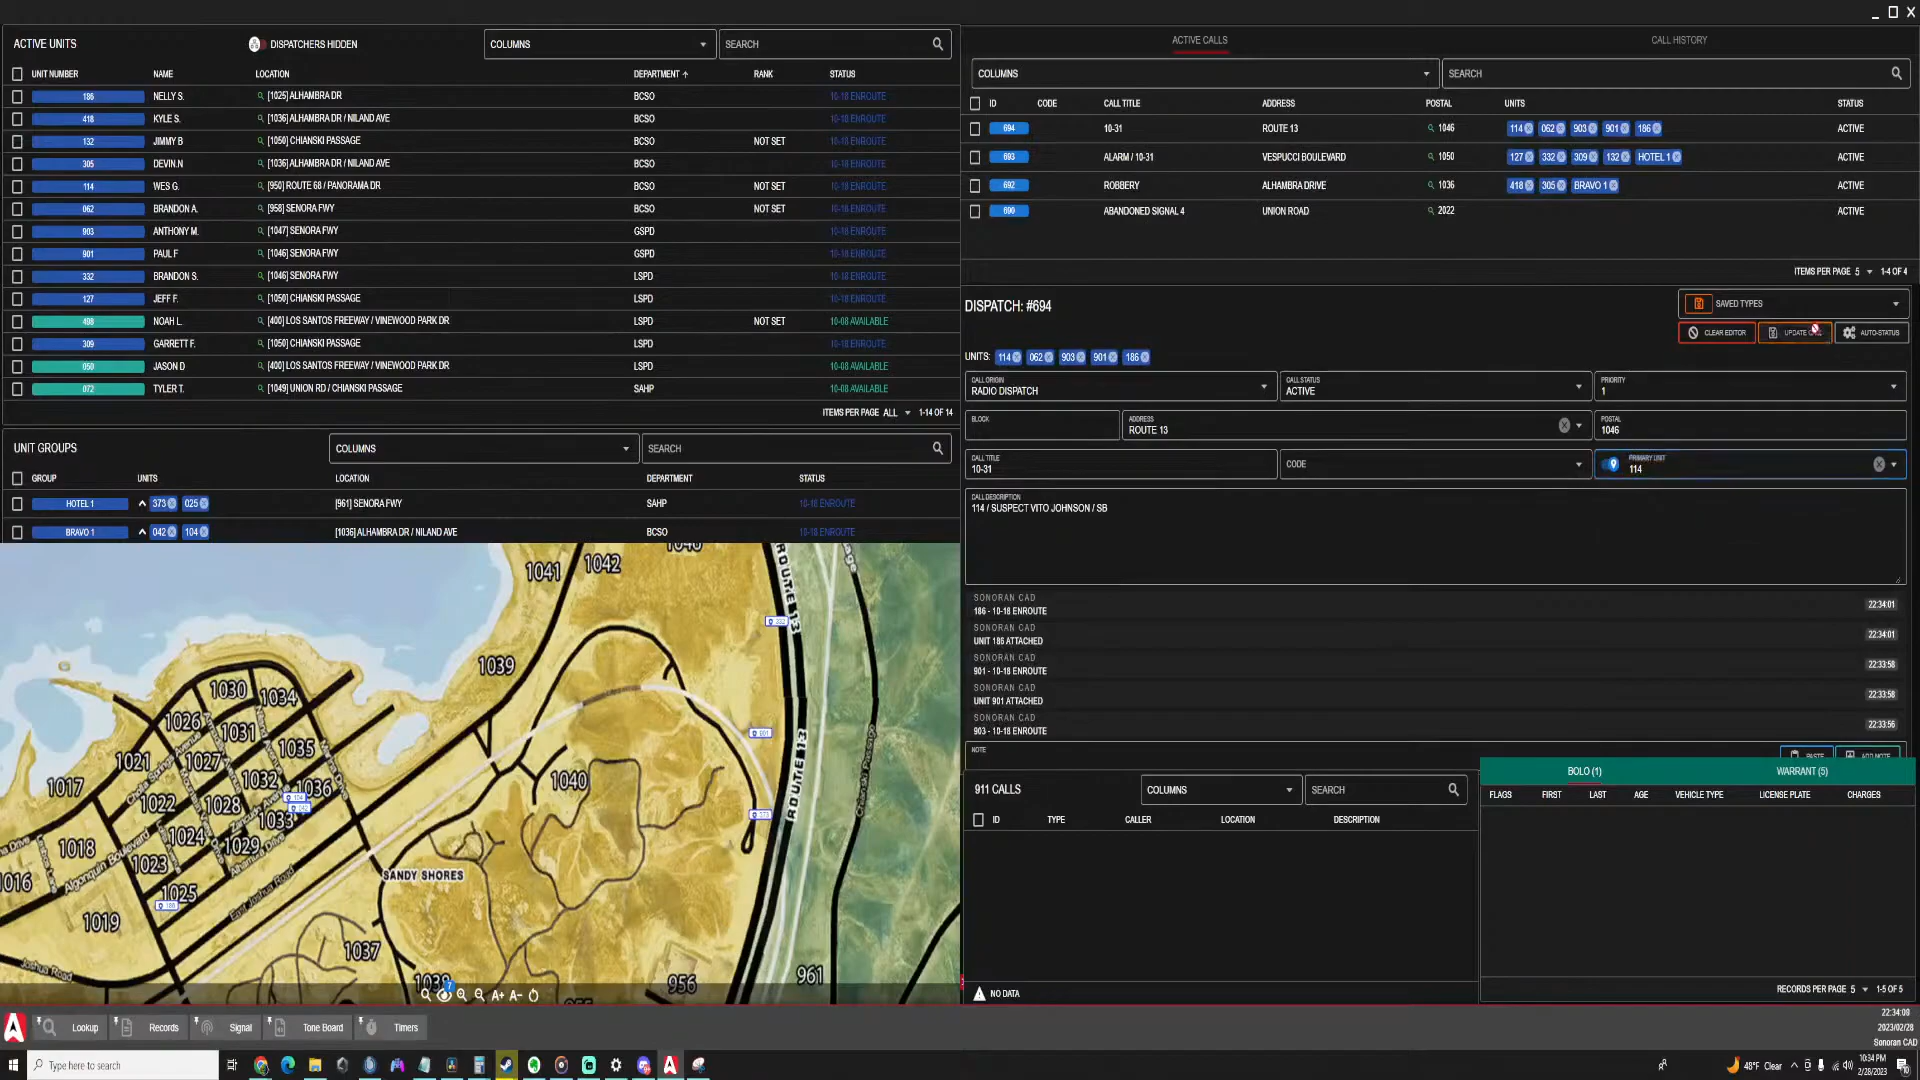 ACTIVE UNITS
DISPATCHERS HIDDEN
COLUMNS
SEARCH
UNIT NUMBER NAME LOCATION DEPARTMENT RANK STATUS
186 NELLY S. [1025] ALHAMBRA DR BCSO 10-18 ENROUTE
418 KYLE S. [1036] ALHAMBRA DR / NILAND AVE BCSO 10-18 ENROUTE
132 JIMMY B [1050] CHIANSKI PASSAGE BCSO NOT SET 10-18 ENROUTE
305 DEVIN.N [1036] ALHAMBRA DR / NILAND AVE BCSO 10-18 ENROUTE
114 WES G. [950] ROUTE 68 / PANORAMA DR BCSO NOT SET 10-18 ENROUTE
062 BRANDON A. [958] SENORA FWY BCSO NOT SET 10-18 ENROUTE
903 ANTHONY M. [1047] SENORA FWY GSPD 10-18 ENROUTE
901 PAUL F [1046] SENORA FWY GSPD 10-18 ENROUTE
332 BRANDON S. [1046] SENORA FWY LSPD 10-18 ENROUTE
127 JEFF F. [1050] CHIANSKI PASSAGE LSPD 10-18 ENROUTE
498 NOAH L. [400] LOS SANTOS FREEWAY / VINEWOOD PARK DR LSPD NOT SET 10-08 AVAILABLE
309 GARRETT F. [1050] CHIANSKI PASSAGE LSPD 10-18 ENROUTE
050 JASON D [400] LOS SANTOS FREEWAY / VINEWOOD PARK DR LSPD 10-08 AVAILABLE
072 TYLER T. [1049] UNION RD / CHIANSKI PASSAGE SAHP 10-08 AVAILABLE
ITEMS PER PAGE ALL 1-14 OF 14
UNIT GROUPS
COLUMNS
SEARCH
GROUP UNITS LOCATION DEPARTMENT STATUS
HOTEL 1 373 025 [961] SENORA FWY SAHP 10-18 ENROUTE
BRAVO 1 042 104 [1036] ALHAMBRA DR / NILAND AVE BCSO 10-18 ENROUTE
1040
1041
1042
ROUTE 13
1039
1030
1034
1026
1031
1035
1021
1027
1017
1032
1036
1040
1022
1028
1033
1024
1029
1018
1023
1016
1025
1019
SANDY SHORES
ROUTE 13
Chianski Passage
Algonquin Boulevard
Alhambra Drive
East Joshua Road
Joshua Road
1037
1038
956
961
A+ A-
ACTIVE CALLS
CALL HISTORY
COLUMNS
SEARCH
ID CODE CALL TITLE ADDRESS POSTAL UNITS STATUS
694 10-31 ROUTE 13 1046 114 062 903 901 186 ACTIVE
693 ALARM / 10-31 VESPUCCI BOULEVARD 1050 127 332 309 132 HOTEL 1 ACTIVE
692 ROBBERY ALHAMBRA DRIVE 1036 418 305 BRAVO 1 ACTIVE
690 ABANDONED SIGNAL 4 UNION ROAD 2022 ACTIVE
ITEMS PER PAGE 5 1-4 OF 4
DISPATCH: #694
SAVED TYPES
CLEAR EDITOR
UPDATE
AUTO-STATUS
UNITS: 114 062 903 901 186
CALL ORIGIN
RADIO DISPATCH
CALL STATUS
ACTIVE
PRIORITY
1
BLOCK
ADDRESS
ROUTE 13
POSTAL
1046
CALL TITLE
10-31
CODE
PRIMARY UNIT
114
CALL DESCRIPTION
114 / SUSPECT VITO JOHNSON / SB
SONORAN CAD
186 - 10-18 ENROUTE 22:34:01
SONORAN CAD
UNIT 186 ATTACHED 22:34:01
SONORAN CAD
901 - 10-18 ENROUTE 22:33:58
SONORAN CAD
UNIT 901 ATTACHED 22:33:58
SONORAN CAD
903 - 10-18 ENROUTE 22:33:56
NOTE
PASTE
ADD NOTE
911 CALLS
COLUMNS
SEARCH
ID TYPE CALLER LOCATION DESCRIPTION
NO DATA
BOLO (1)
WARRANT (5)
FLAGS FIRST LAST AGE VEHICLE TYPE LICENSE PLATE CHARGES
RECORDS PER PAGE 5 1-5 OF 5
Lookup
Records
Signal
Tone Board
Timers
22:34:09
2023/02/28
Sonoran CAD
Type here to search
48°F Clear
10:34 PM
2/28/2023